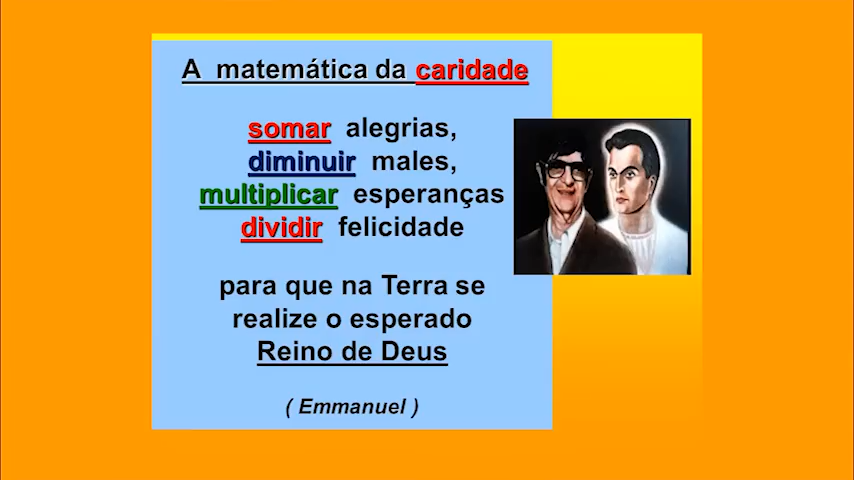 A matemática da caridade
somar alegrias,
diminuir males,
multiplicar esperanças
dividir felicidade
para que na Terra se
realize o esperado
Reino de Deus
( Emmanuel )